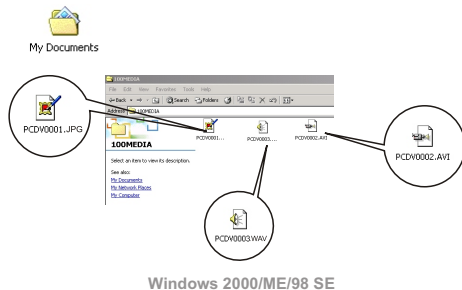 My Documents
100MEDIA
File Edit View Favorites Tools Help
Back Search Folders
Address 100MEDIA
PCDV0001.JPG
PCDV0001... PCDV0003.... PCDV0002.AVI
PCDV0002.AVI
100MEDIA
Select an item to view its description.
See also:
My Documents
My Network Places
My Computer
PCDV0003.WAV
Windows 2000/ME/98 SE